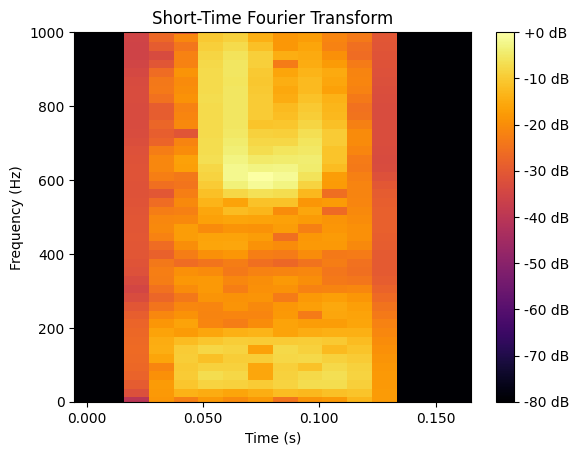 Short-Time Fourier Transform
1000
800
600
400
200
0
Frequency (Hz)
0.000
0.050
0.100
0.150
Time (s)
+0 dB
-10 dB
-20 dB
-30 dB
-40 dB
-50 dB
-60 dB
-70 dB
-80 dB